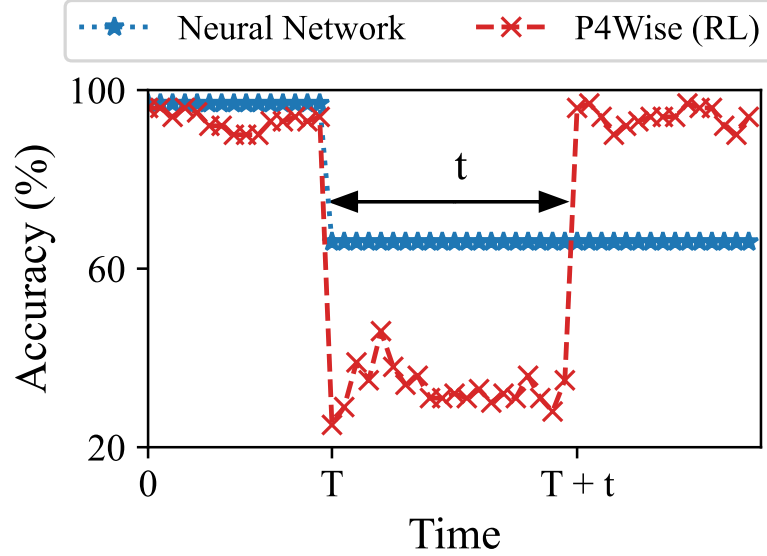 Neural Network P4Wise (RL)
Accuracy (%)
100
60
20
t
0 T T + t
Time